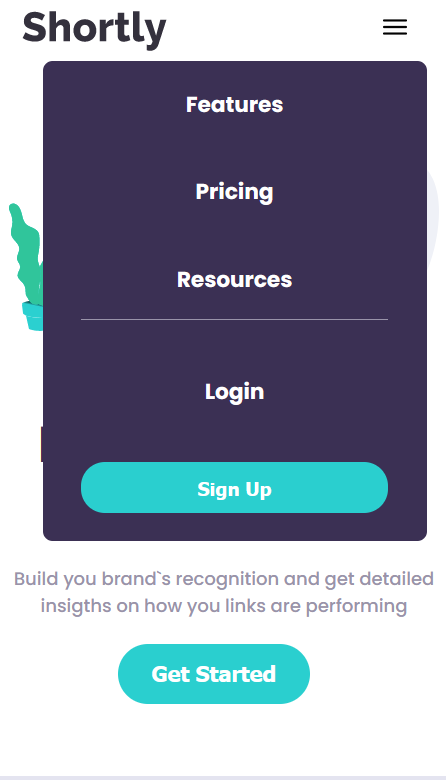 Shortly
Features
Pricing
Resources
Login
Sign Up
Build you brand`s recognition and get detailed
insigths on how you links are performing
Get Started